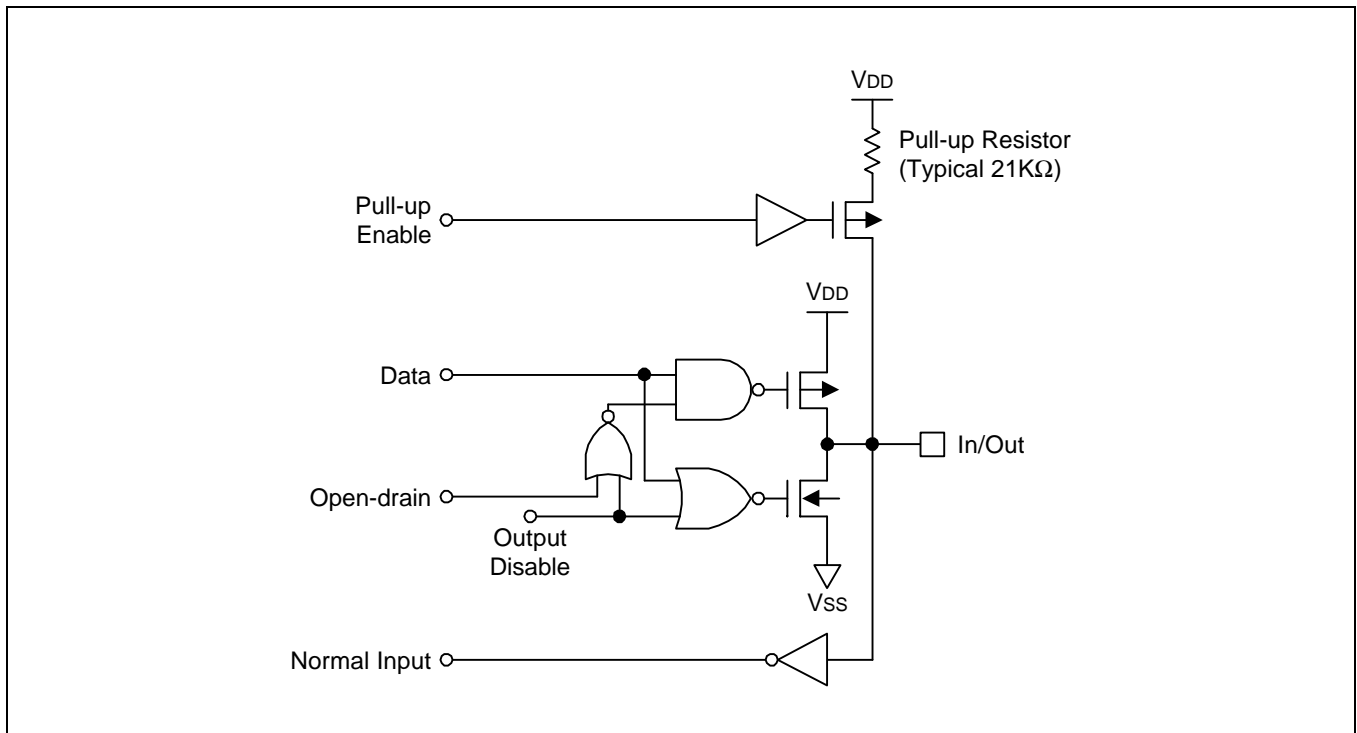 VDD
Pull-up Resistor
(Typical 21KΩ)
Pull-up
Enable
VDD
Data
In/Out
Open-drain
Output
Disable
VSS
Normal Input